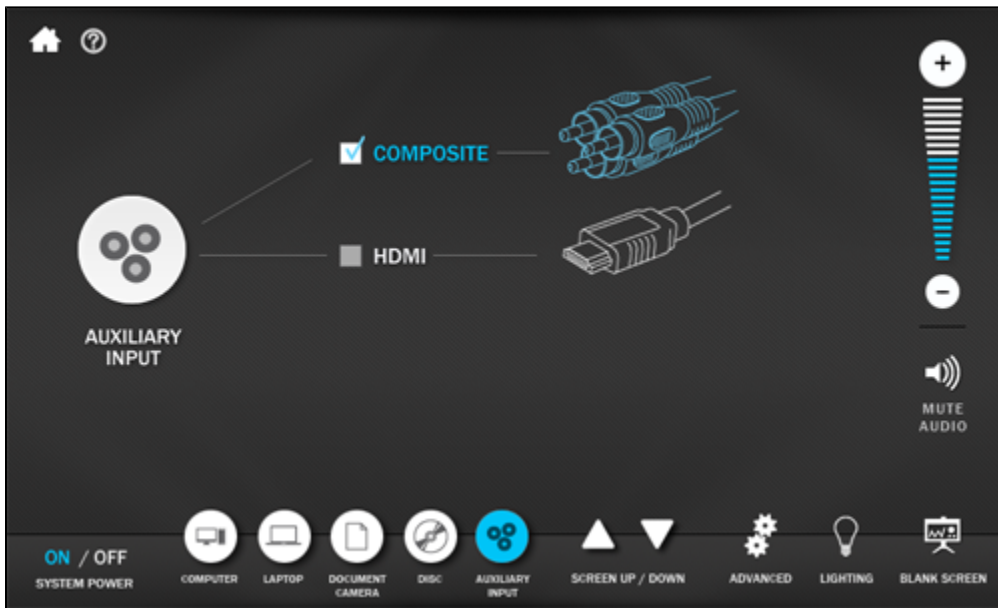 ?
+
COMPOSITE
HDMI
AUXILIARY
INPUT
-
MUTE
AUDIO
ON / OFF
SYSTEM POWER
COMPUTER
LAPTOP
DOCUMENT
CAMERA
DISC
AUXILIARY
INPUT
SCREEN UP / DOWN
ADVANCED
LIGHTING
BLANK SCREEN